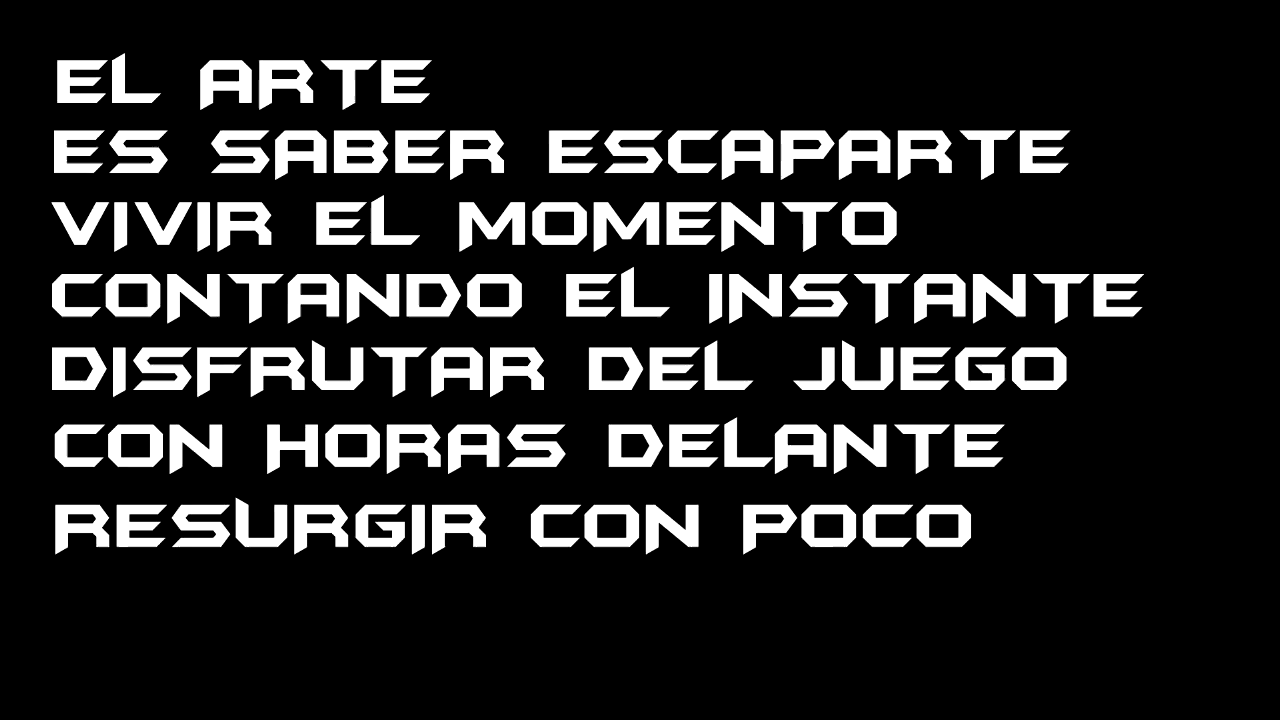 EL ARTE
ES SABER ESCAPARTE
VIVIR EL MOMENTO
CONTANDO EL INSTANTE
DISFRUTAR DEL JUEGO
CON HORAS DELANTE
RESURGIR CON POCO